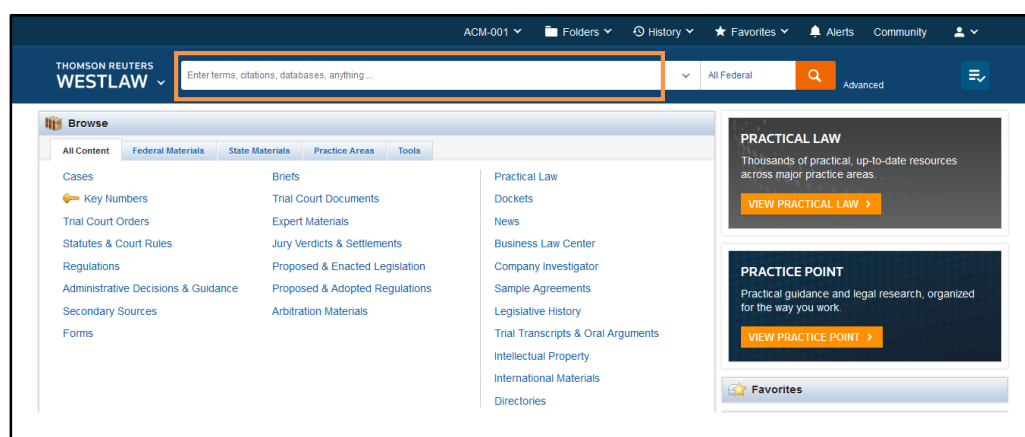 ACM-001 Folders History Favorites Alerts Community
THOMSON REUTERS
WESTLAW
Enter terms, citations, databases, anything ...
All Federal
Advanced
Browse
All Content Federal Materials State Materials Practice Areas Tools
Cases
Key Numbers
Trial Court Orders
Statutes & Court Rules
Regulations
Administrative Decisions & Guidance
Secondary Sources
Forms
Briefs
Trial Court Documents
Expert Materials
Jury Verdicts & Settlements
Proposed & Enacted Legislation
Proposed & Adopted Regulations
Arbitration Materials
Practical Law
Dockets
News
Business Law Center
Company Investigator
Sample Agreements
Legislative History
Trial Transcripts & Oral Arguments
Intellectual Property
International Materials
Directories
PRACTICAL LAW
Thousands of practical, up-to-date resources
across major practice areas.
VIEW PRACTICAL LAW >
PRACTICE POINT
Practical guidance and legal research, organized
for the way you work.
VIEW PRACTICE POINT >
Favorites